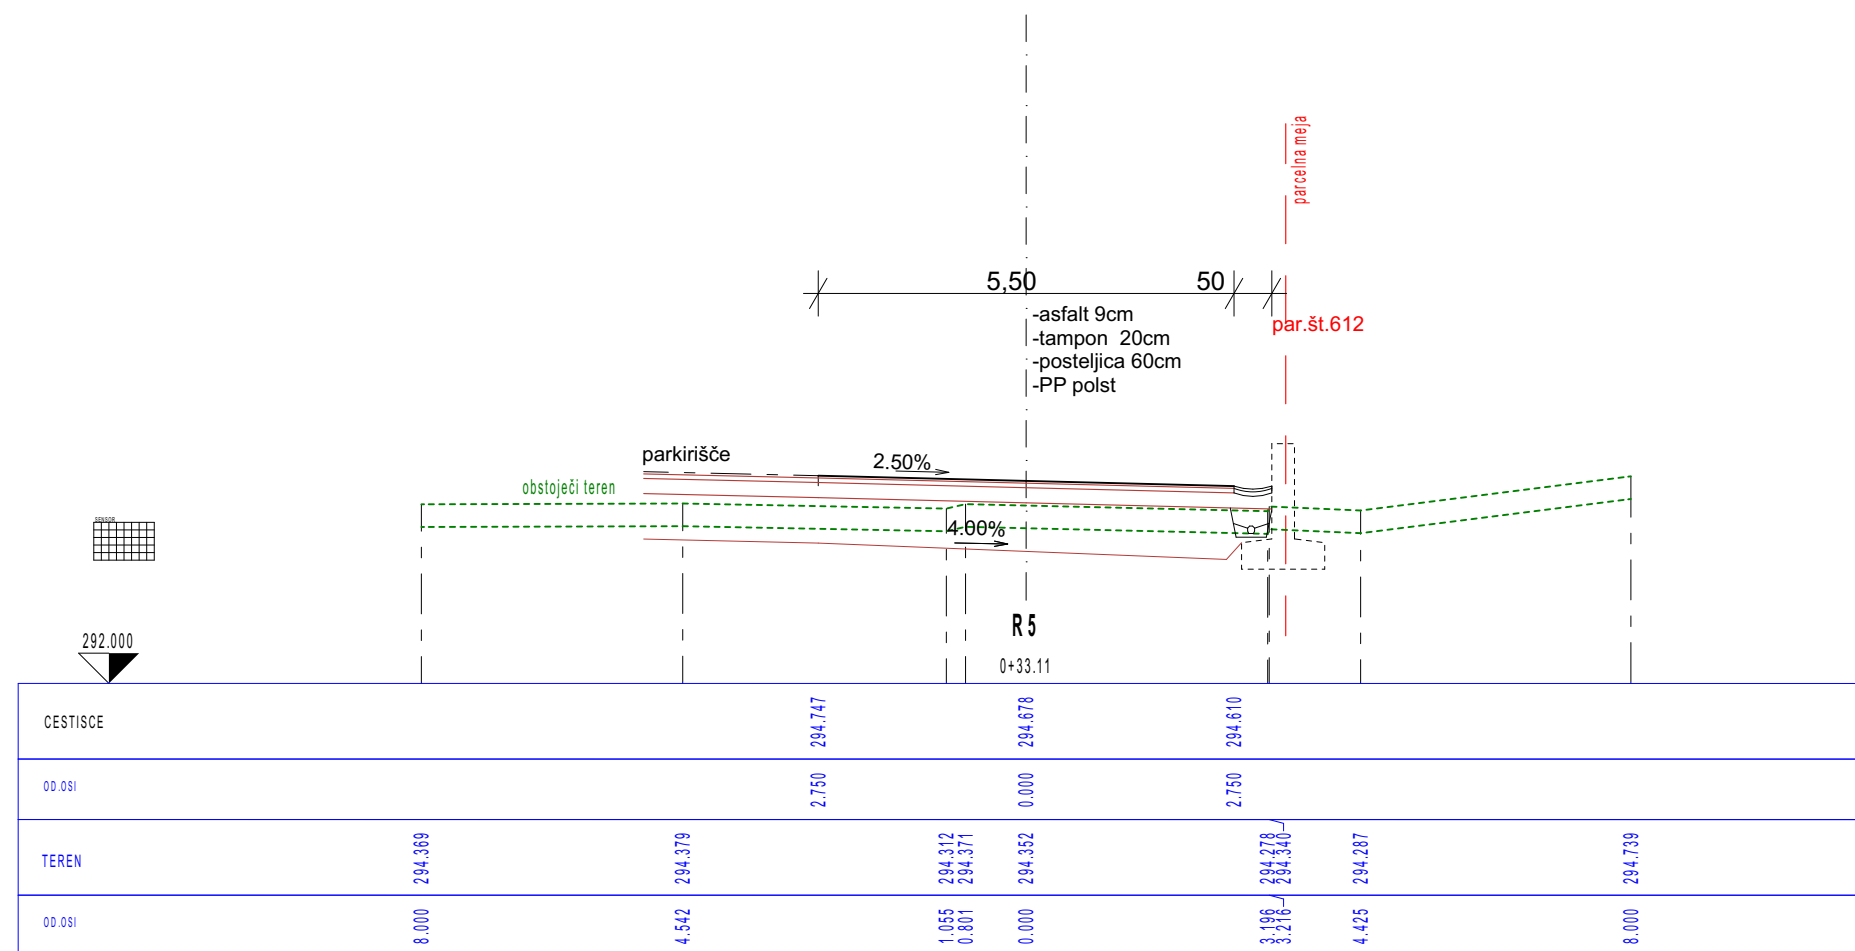 parcelna meja
5,50
50
-asfalt 9cm
-tampon 20cm
-posteljica 60cm
-PP polst
par.št.612
parkirišče
2.50%
obstoječi teren
SENSOR
4.00%
R 5
292.000
0+33.11
CESTISCE
294.747
294.678
294.610
OD.OSI
2.750
0.000
2.750
TEREN
294.369
294.379
294.312
294.371
294.352
294.278
294.340
294.287
294.739
OD.OSI
8.000
4.542
1.055
0.801
0.000
3.196
3.216
4.425
8.000